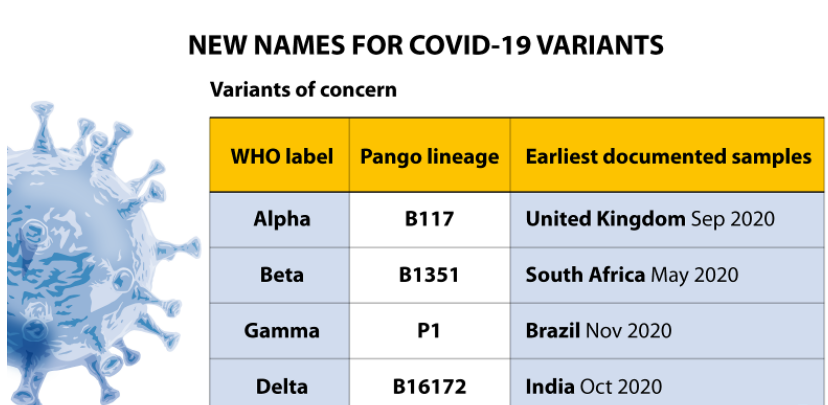 NEW NAMES FOR COVID-19 VARIANTS
Variants of concern
WHO label Pango lineage Earliest documented samples
Alpha B117 United Kingdom Sep 2020
Beta B1351 South Africa May 2020
Gamma P1 Brazil Nov 2020
Delta B16172 India Oct 2020